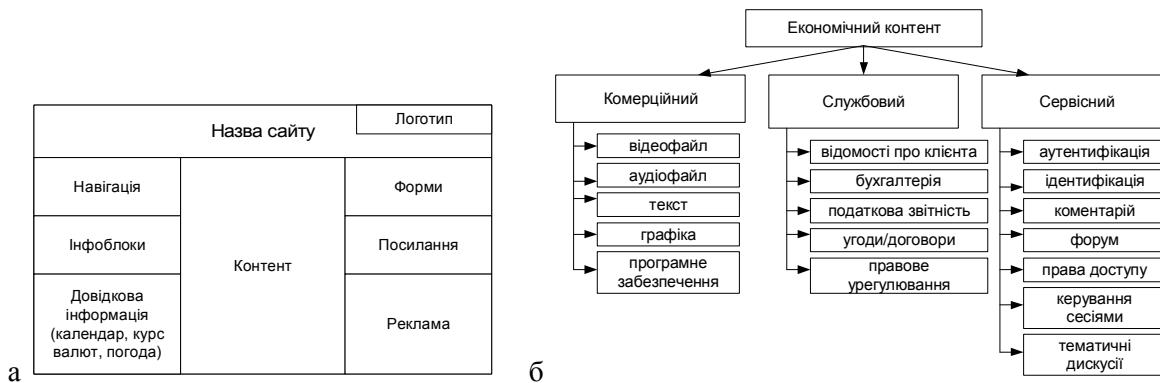 Назва сайту
Логотип
Навігація
Інфоблоки
Довідкова
інформація
(календар, курс
валют, погода)
Контент
Форми
Посилання
Реклама
а
Економічний контент
Комерційний
відеофайл
аудіофайл
текст
графіка
програмне
забезпечення
Службовий
відомості про клієнта
бухгалтерія
податкова звітність
угоди/договори
правове
урегулювання
Сервісний
аутентифікація
ідентифікація
коментарій
форум
права доступу
керування
сесіями
тематичні
дискусії
б